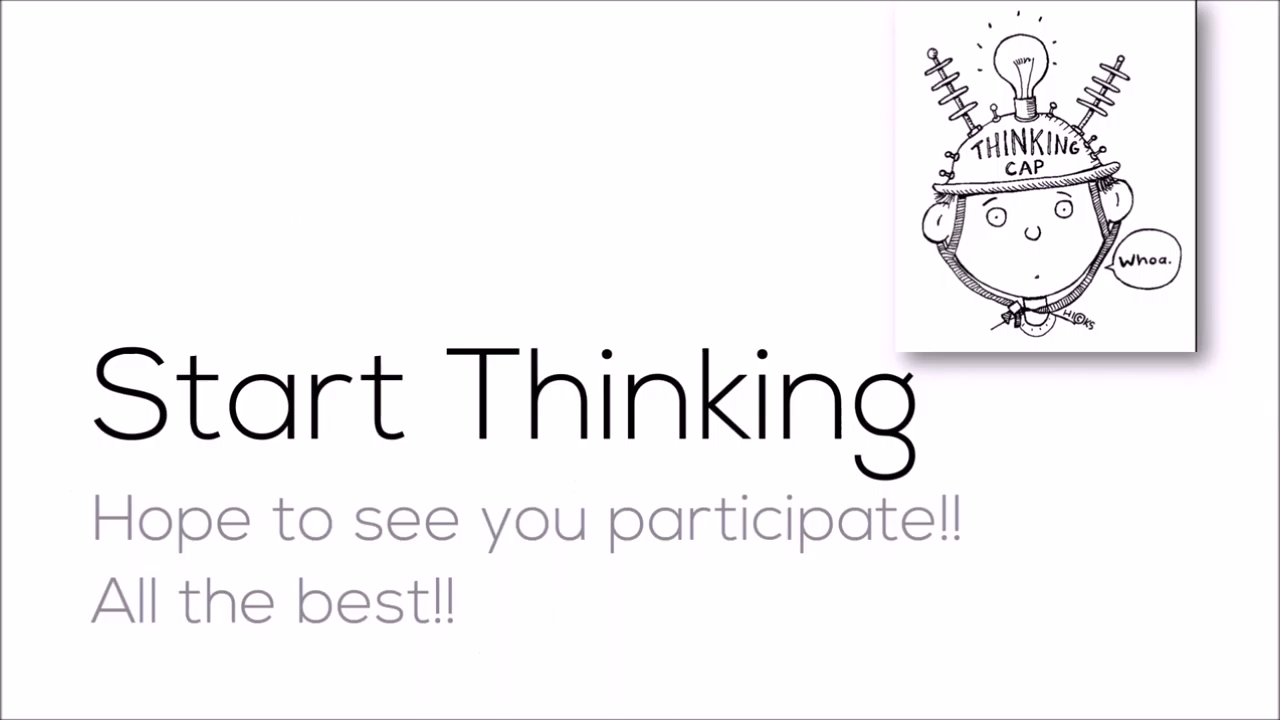 THINKING
CAP
Whoa.
HICKS
Start Thinking
Hope to see you participate!!
All the best!!